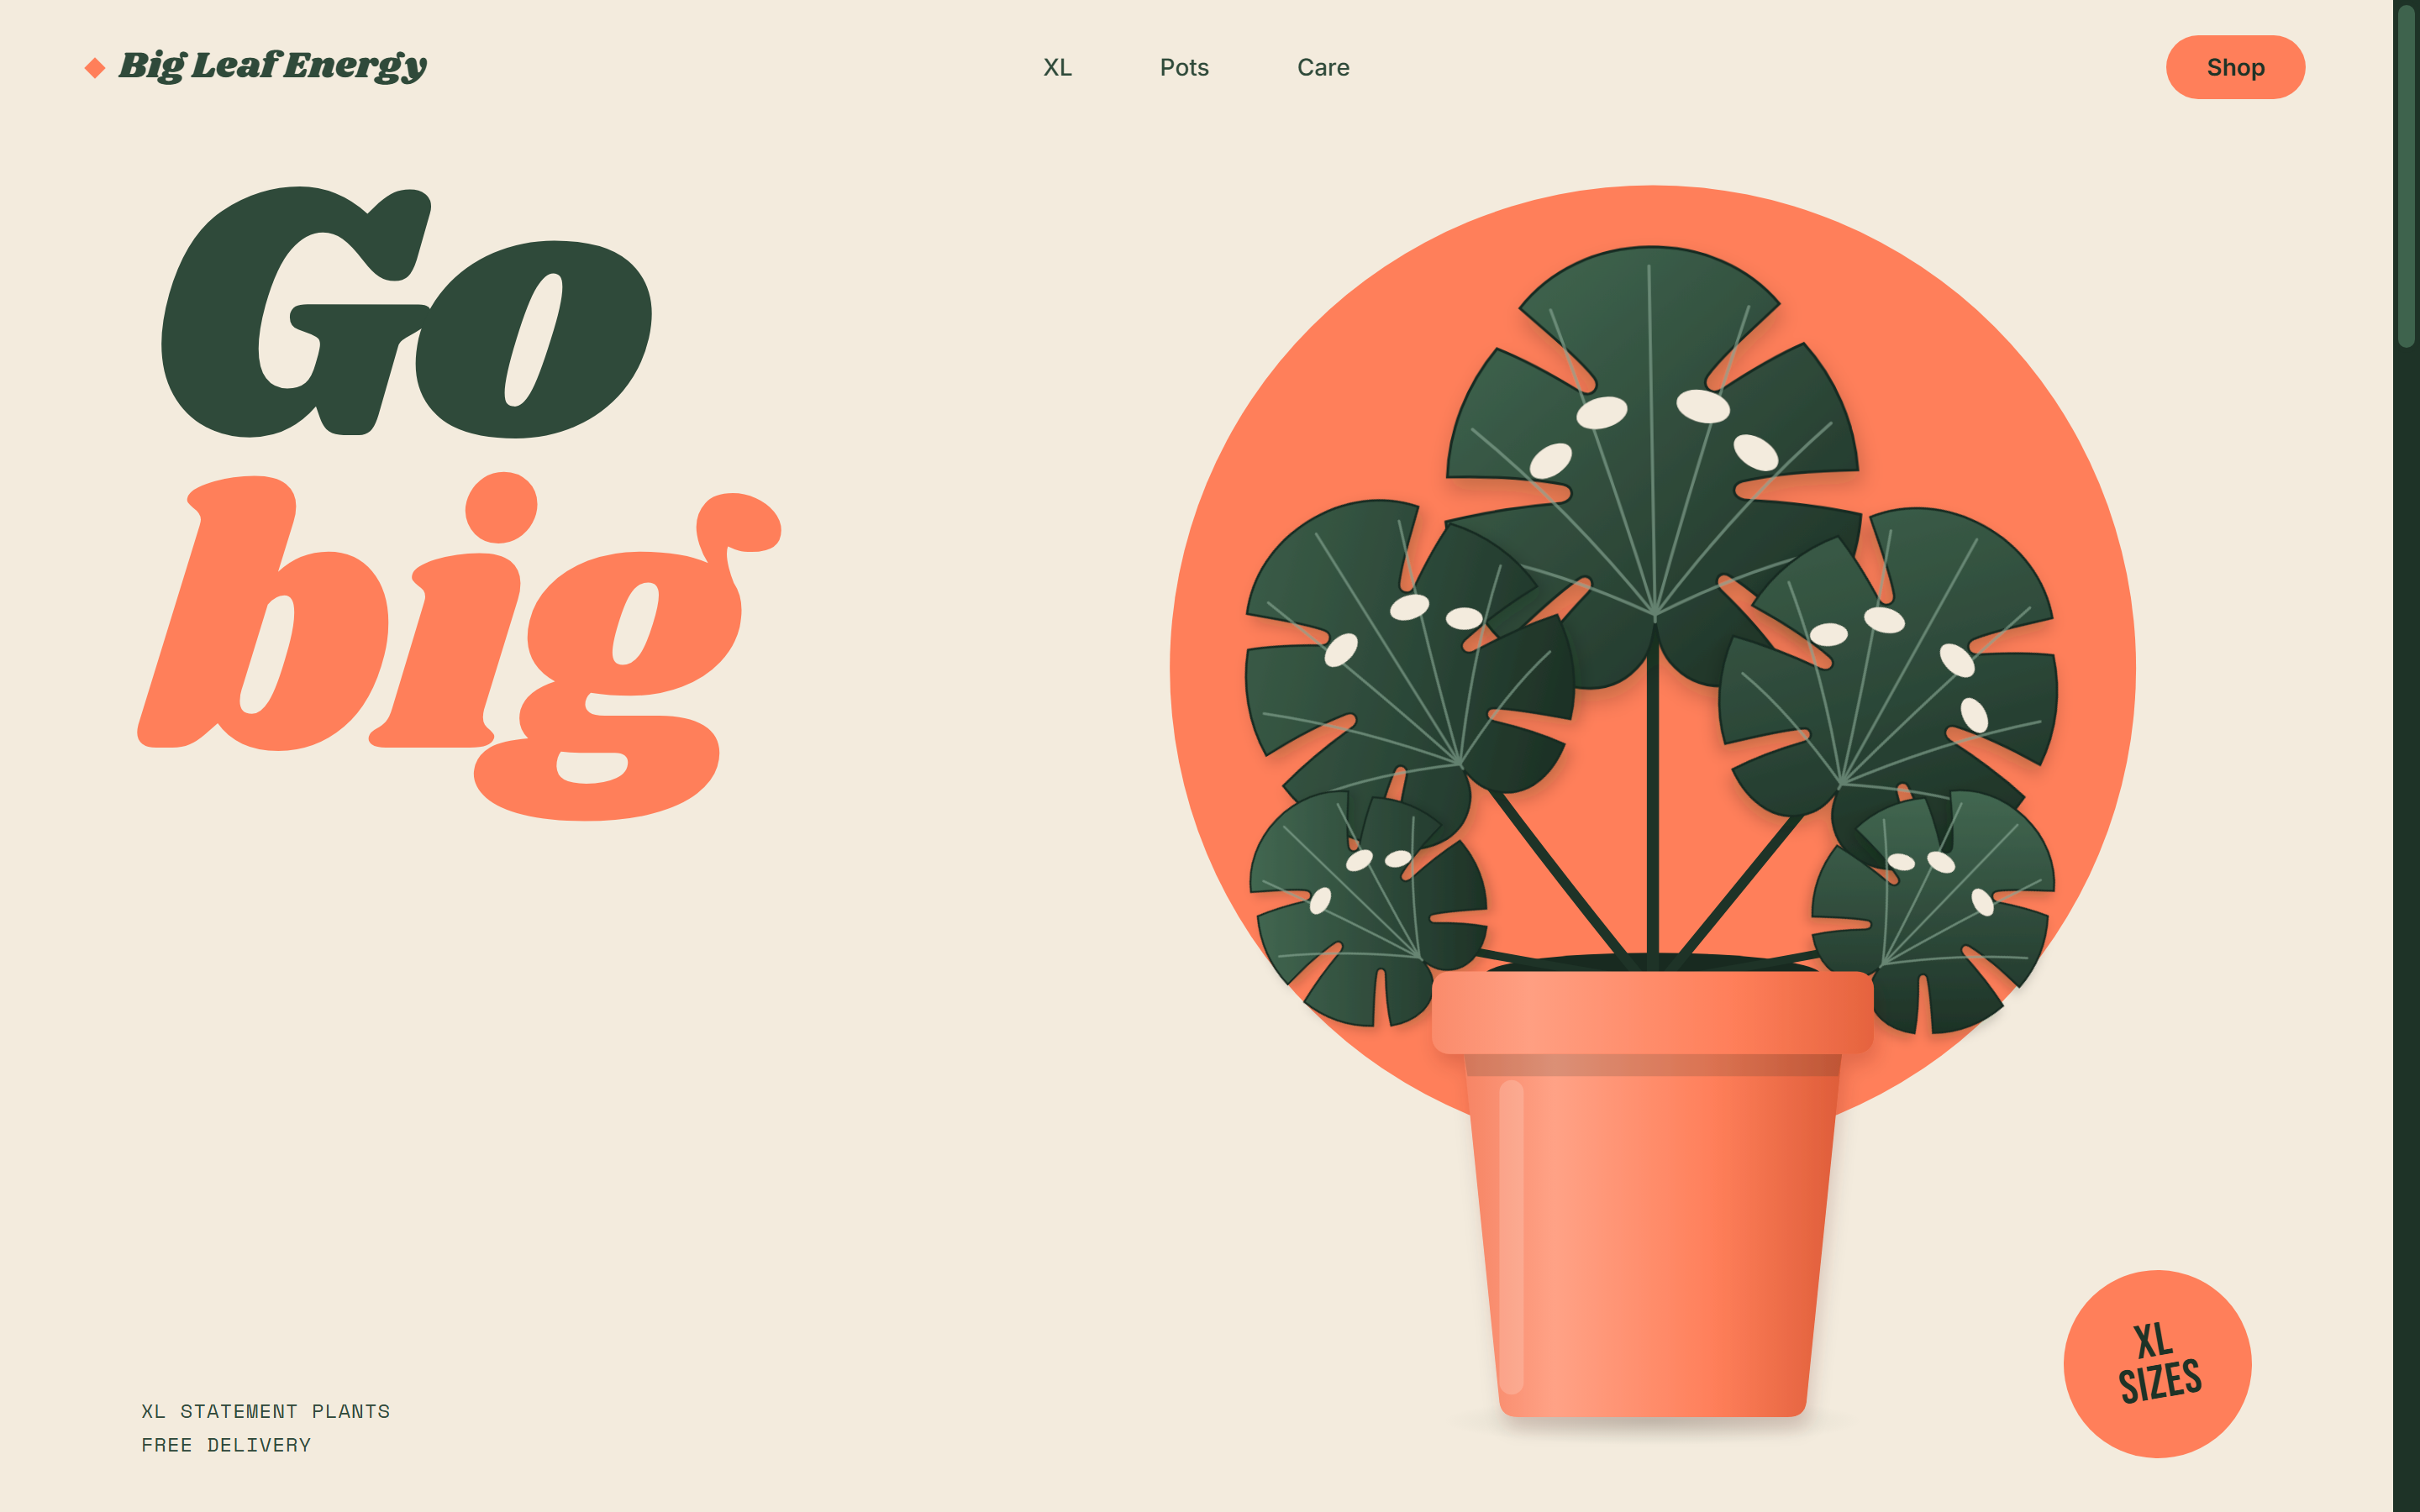 Big Leaf Energy
XL
Pots
Care
Shop
Go
big
XL STATEMENT PLANTS
FREE DELIVERY
XL
SIZES